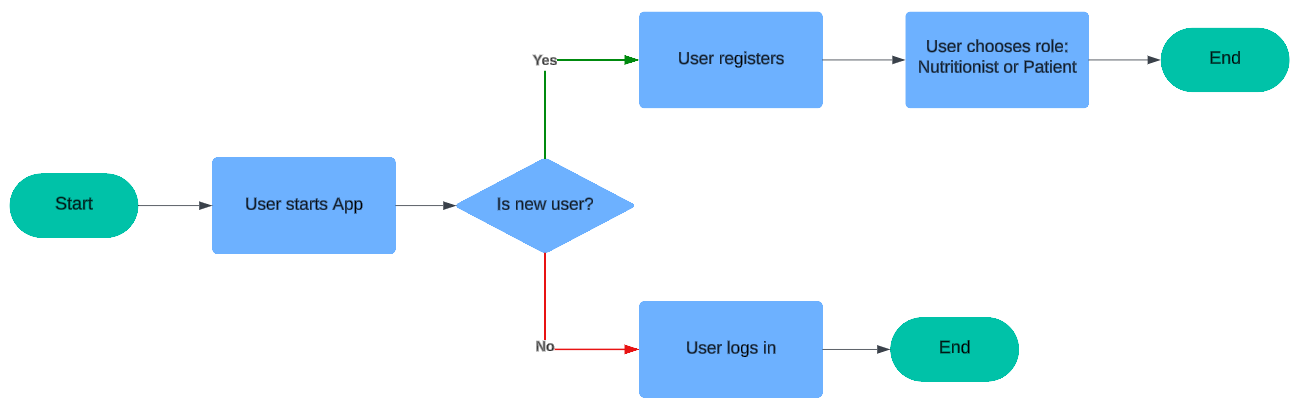 Yes
User registers
User chooses role:
Nutritionist or Patient
End
Start
User starts App
Is new user?
No
User logs in
End